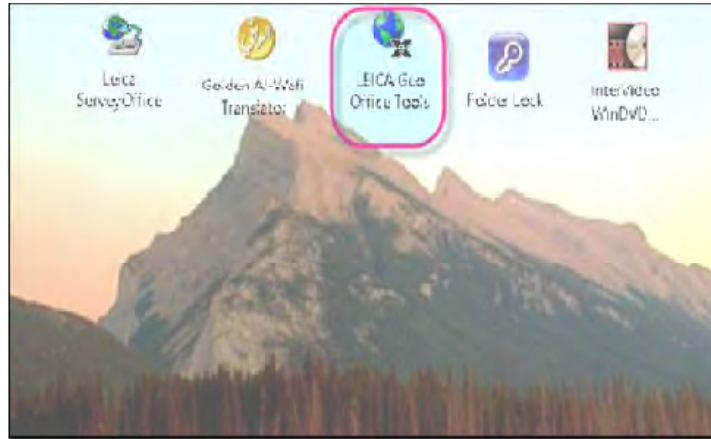 Leica
SurveyOffice
Golden Al-Wafi
Translator
LEICA Geo
Office Tools
Folder Lock
InterVideo
WinDVD...